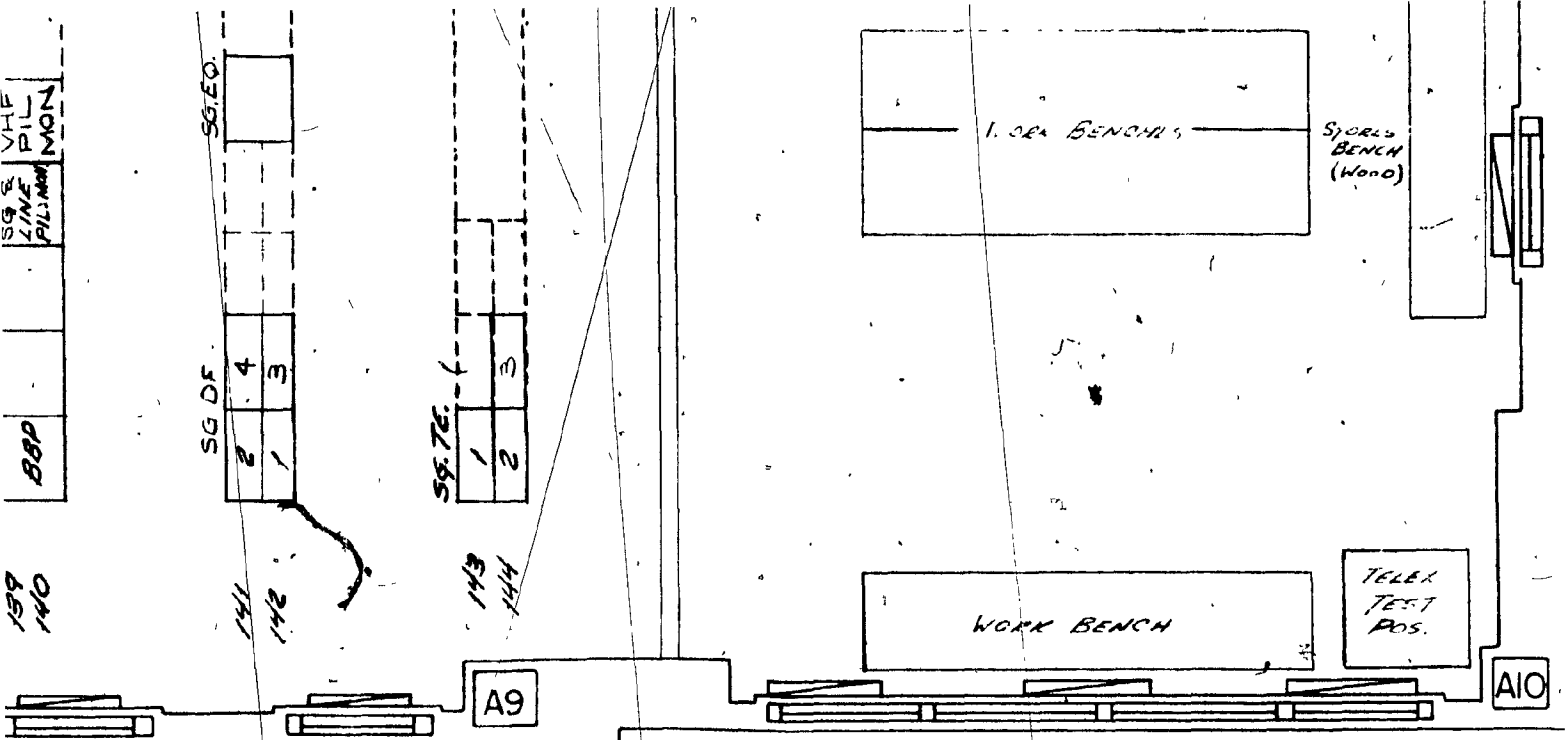 VHF
PIL
MON
SG &
LINE
PIL.MON
BBP
139
140
SG.EQ.
SG DF
4
3
2
1
141
142
SG. TE.
3
1
2
143
144
WORK BENCHES
STORES
BENCH
(WOOD)
WORK BENCH
TELEX
TEST
POS.
A9
A10